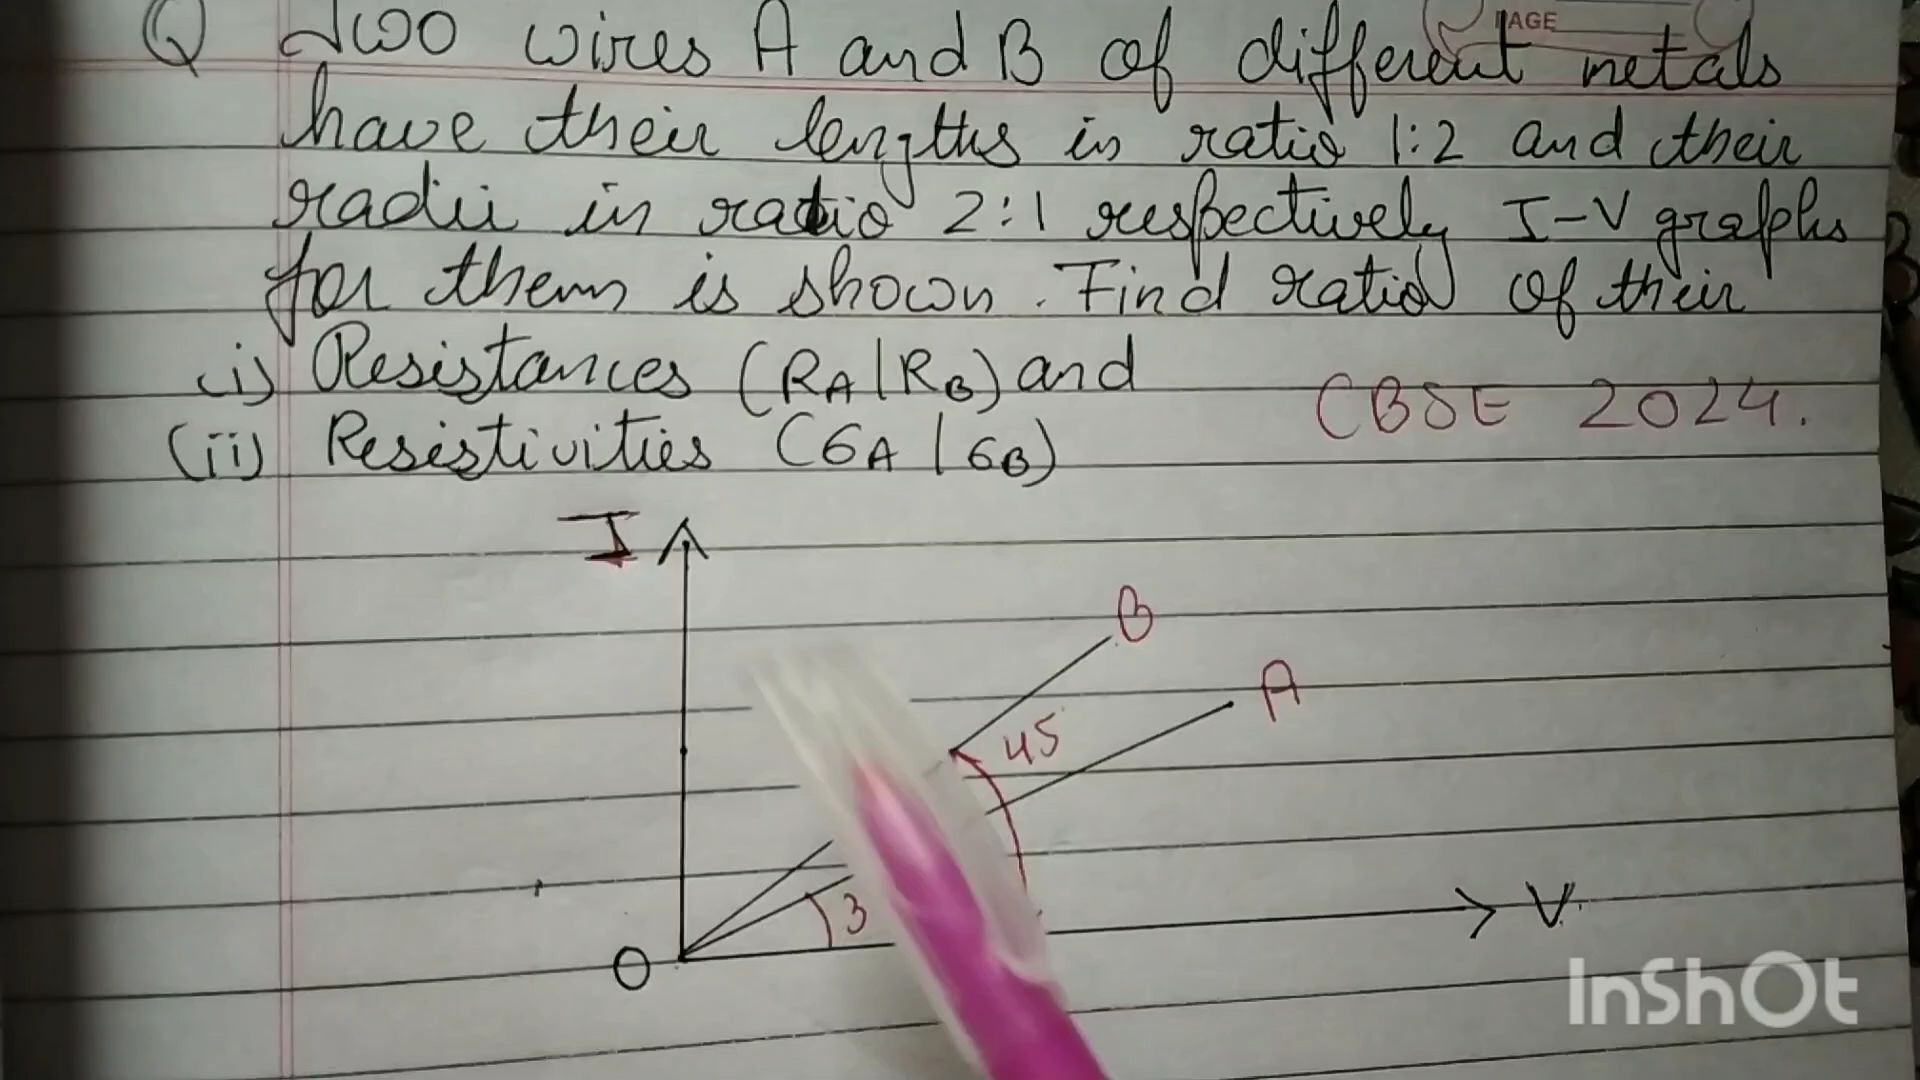 PAGE
Q Two wires A and B of different metals
have their lengths in ratio 1:2 and their
radii in ratio 2:1 respectively I-V graphs
for them is shown. Find ratio of their
(i) Resistances (RA/RB) and
CBSE 2024.
(ii) Resistivities (σA/σB)
I
B
A
45
3
V
O
InShOt